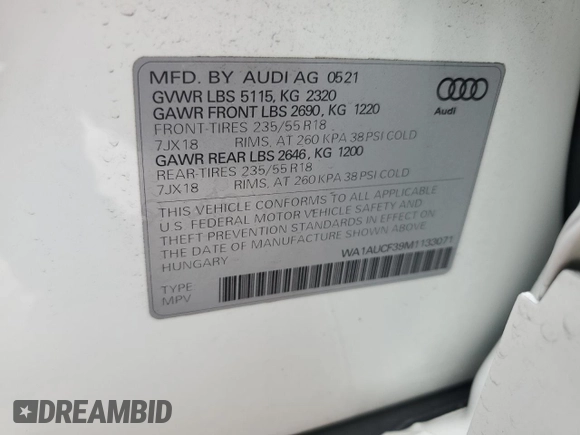 MFD. BY AUDI AG 0521
GVWR LBS 5115, KG 2320
GAWR FRONT LBS 2690, KG 1220
FRONT-TIRES 235/55 R18
7JX18 RIMS, AT 260 KPA 38 PSI COLD
GAWR REAR LBS 2646, KG 1200
REAR-TIRES 235/55 R18
7JX18 RIMS, AT 260 KPA 38 PSI COLD
THIS VEHICLE CONFORMS TO ALL APPLICABLE
U.S. FEDERAL MOTOR VEHICLE SAFETY AND
THEFT PREVENTION STANDARDS IN EFFECT ON
THE DATE OF MANUFACTURE SHOWN ABOVE.
HUNGARY
WA1AUCF39M1133071
TYPE
MPV
Audi
DREAMBID